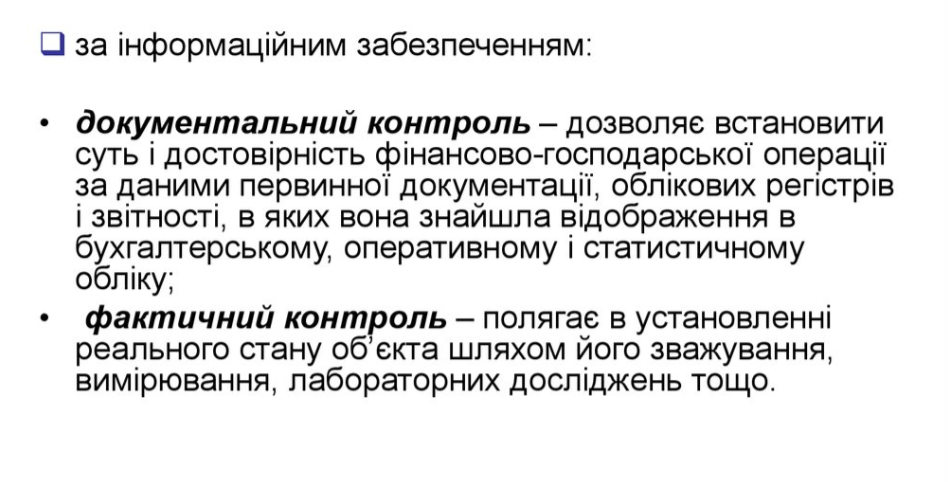 за інформаційним забезпеченням:
• документальний контроль – дозволяє встановити
суть і достовірність фінансово-господарської операції
за даними первинної документації, облікових регістрів
і звітності, в яких вона знайшла відображення в
бухгалтерському, оперативному і статистичному
обліку;
• фактичний контроль – полягає в установленні
реального стану об’єкта шляхом його зважування,
вимірювання, лабораторних досліджень тощо.